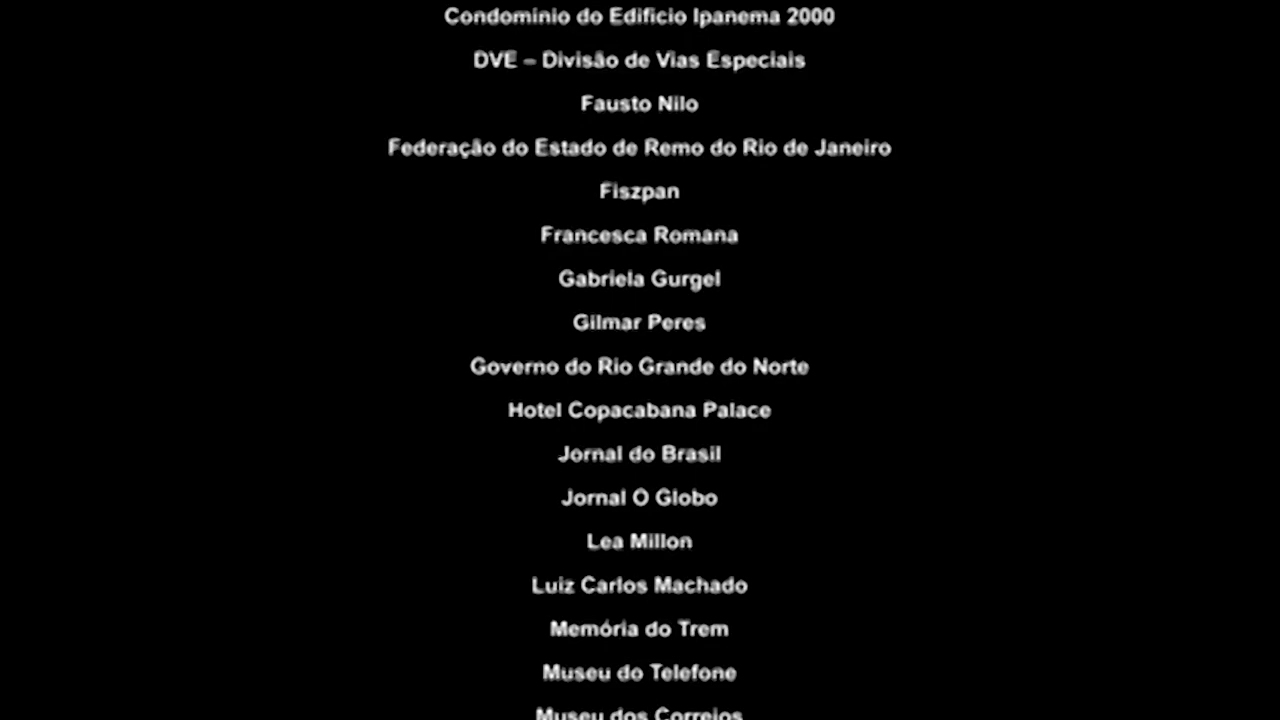 Condomínio do Edifício Ipanema 2000
DVE – Divisão de Vias Especiais
Fausto Nilo
Federação do Estado de Remo do Rio de Janeiro
Fiszpan
Francesca Romana
Gabriela Gurgel
Gilmar Peres
Governo do Rio Grande do Norte
Hotel Copacabana Palace
Jornal do Brasil
Jornal O Globo
Lea Millon
Luiz Carlos Machado
Memória do Trem
Museu do Telefone
Museu dos Correios